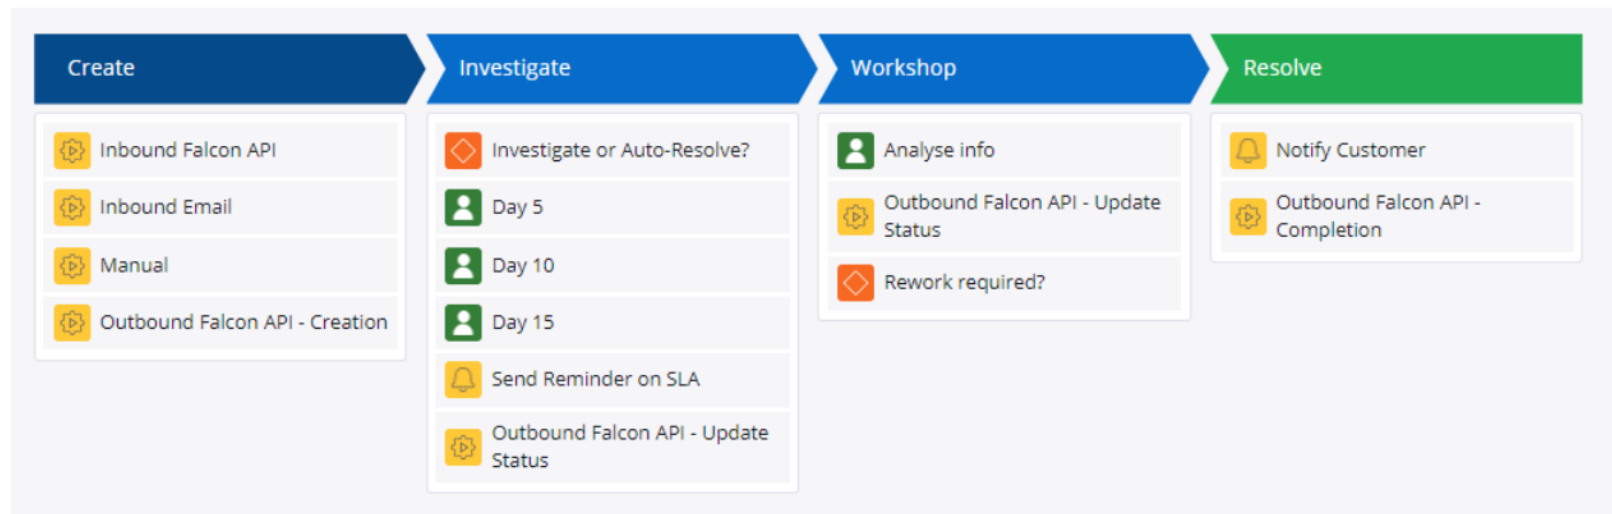 Create
Inbound Falcon API
Inbound Email
Manual
Outbound Falcon API - Creation
Investigate
Investigate or Auto-Resolve?
Day 5
Day 10
Day 15
Send Reminder on SLA
Outbound Falcon API - Update
Status
Workshop
Analyse info
Outbound Falcon API - Update
Status
Rework required?
Resolve
Notify Customer
Outbound Falcon API -
Completion